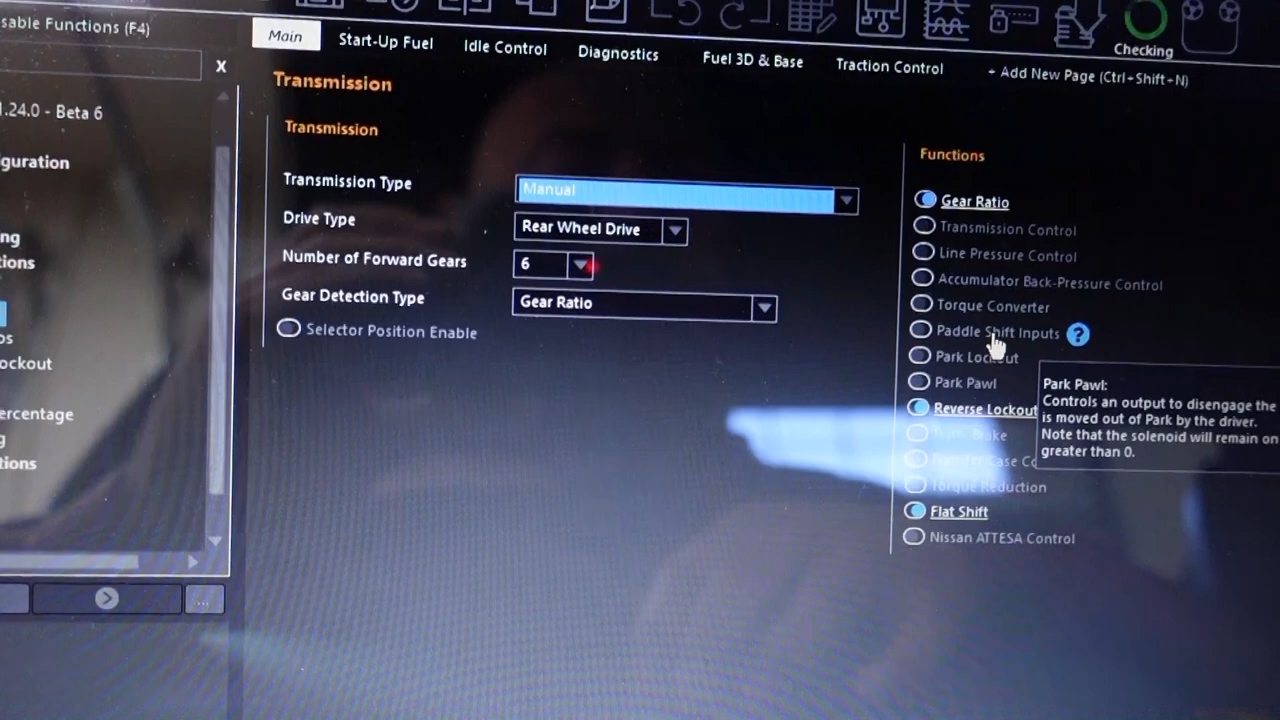 sable Functions (F4)
Checking
Main
Start-Up Fuel
Idle Control
Diagnostics
Fuel 3D & Base
Traction Control
+ Add New Page (Ctrl+Shift+N)
X
1.24.0 - Beta 6
guration
ng
tions
os
ockout
ercentage
g
tions
...
Transmission
Transmission
Transmission Type
Manual
Drive Type
Rear Wheel Drive
Number of Forward Gears
6
Gear Detection Type
Gear Ratio
Selector Position Enable
Functions
Gear Ratio
Transmission Control
Line Pressure Control
Accumulator Back-Pressure Control
Torque Converter
Paddle Shift Inputs
?
Park Lockout
Park Pawl
Reverse Lockout
Brake
Transfer Case Co
Torque Reduction
Flat Shift
Nissan ATTESA Control
Park Pawl:
Controls an output to disengage the
is moved out of Park by the driver.
Note that the solenoid will remain on
greater than 0.